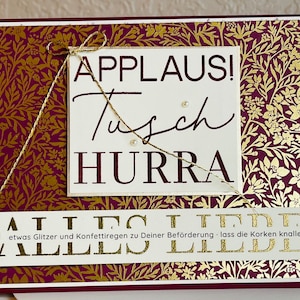 APPLAUS!
Tusch
HURRA
ALLES LIEBE
etwas Glitzer und Konfettiregen zu Deiner Beförderung - lass die Korken knalle